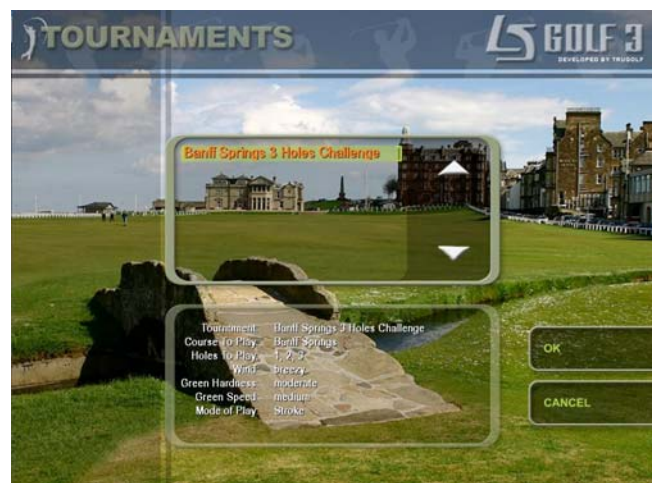 TOURNAMENTS
L5 GOLF 3
DEVELOPED BY TRUGOLF
Banff Springs 3 Holes Challenge
Tournament: Banff Springs 3 Holes Challenge
Course To Play: Banff Springs
Holes To Play: 1, 2, 3
Wind: breezy
Green Hardness: moderate
Green Speed: medium
Mode of Play: Stroke
OK
CANCEL